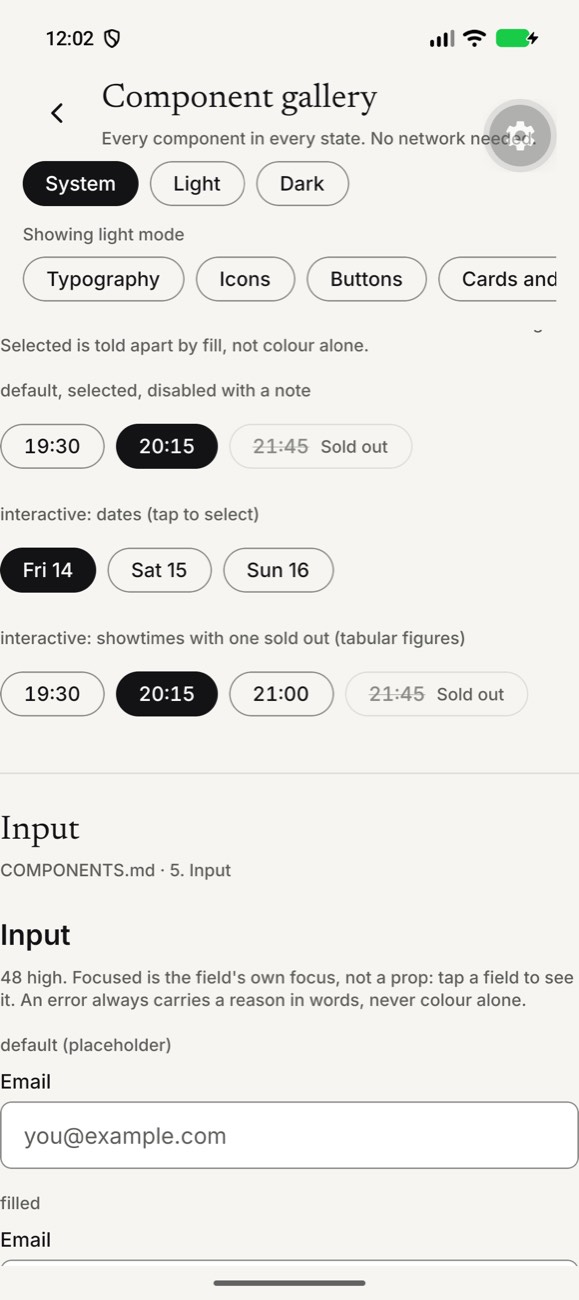 12:02
Component gallery
Every component in every state. No network needed.
System Light Dark
Showing light mode
Typography Icons Buttons Cards and
Selected is told apart by fill, not colour alone.
default, selected, disabled with a note
19:30 20:15 21:45 Sold out
interactive: dates (tap to select)
Fri 14 Sat 15 Sun 16
interactive: showtimes with one sold out (tabular figures)
19:30 20:15 21:00 21:45 Sold out
Input
COMPONENTS.md · 5. Input
Input
48 high. Focused is the field's own focus, not a prop: tap a field to see
it. An error always carries a reason in words, never colour alone.
default (placeholder)
Email
you@example.com
filled
Email